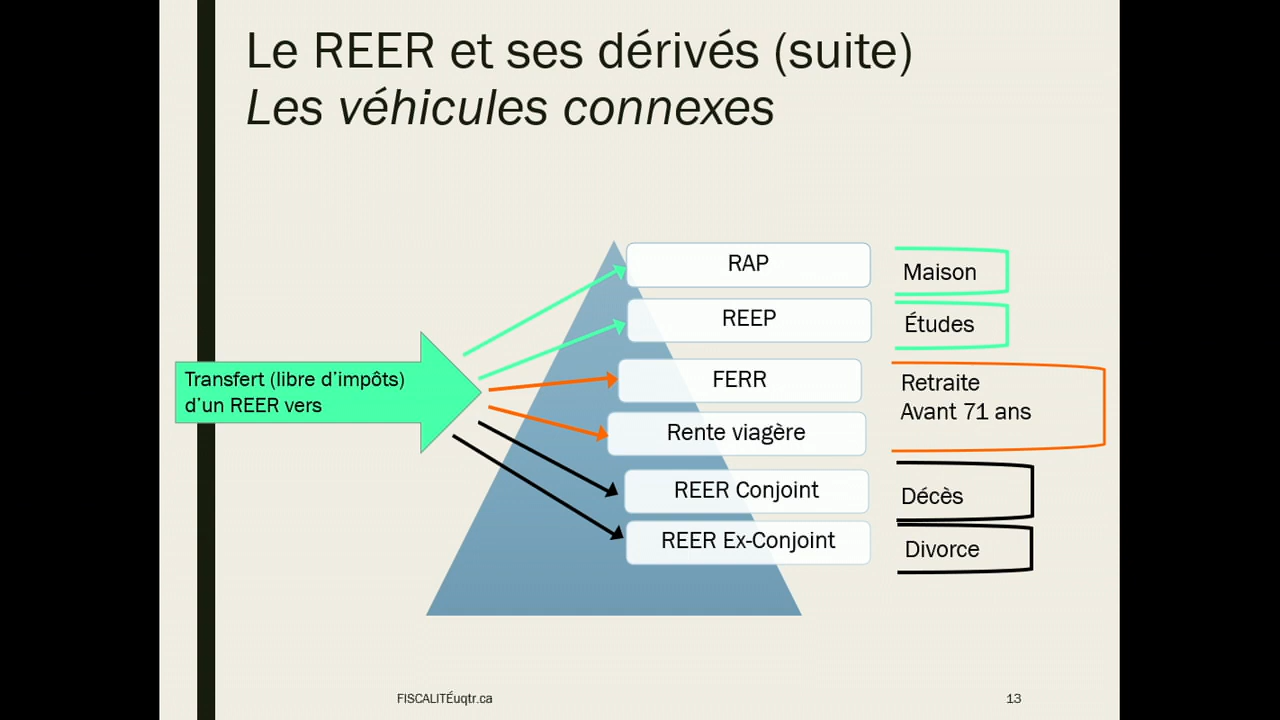 Le REER et ses dérivés (suite)
Les véhicules connexes
Transfert (libre d'impôts)
d'un REER vers
RAP
Maison
REEP
Études
FERR
Retraite
Avant 71 ans
Rente viagère
REER Conjoint
Décès
REER Ex-Conjoint
Divorce
FISCALITÉuqtr.ca
13